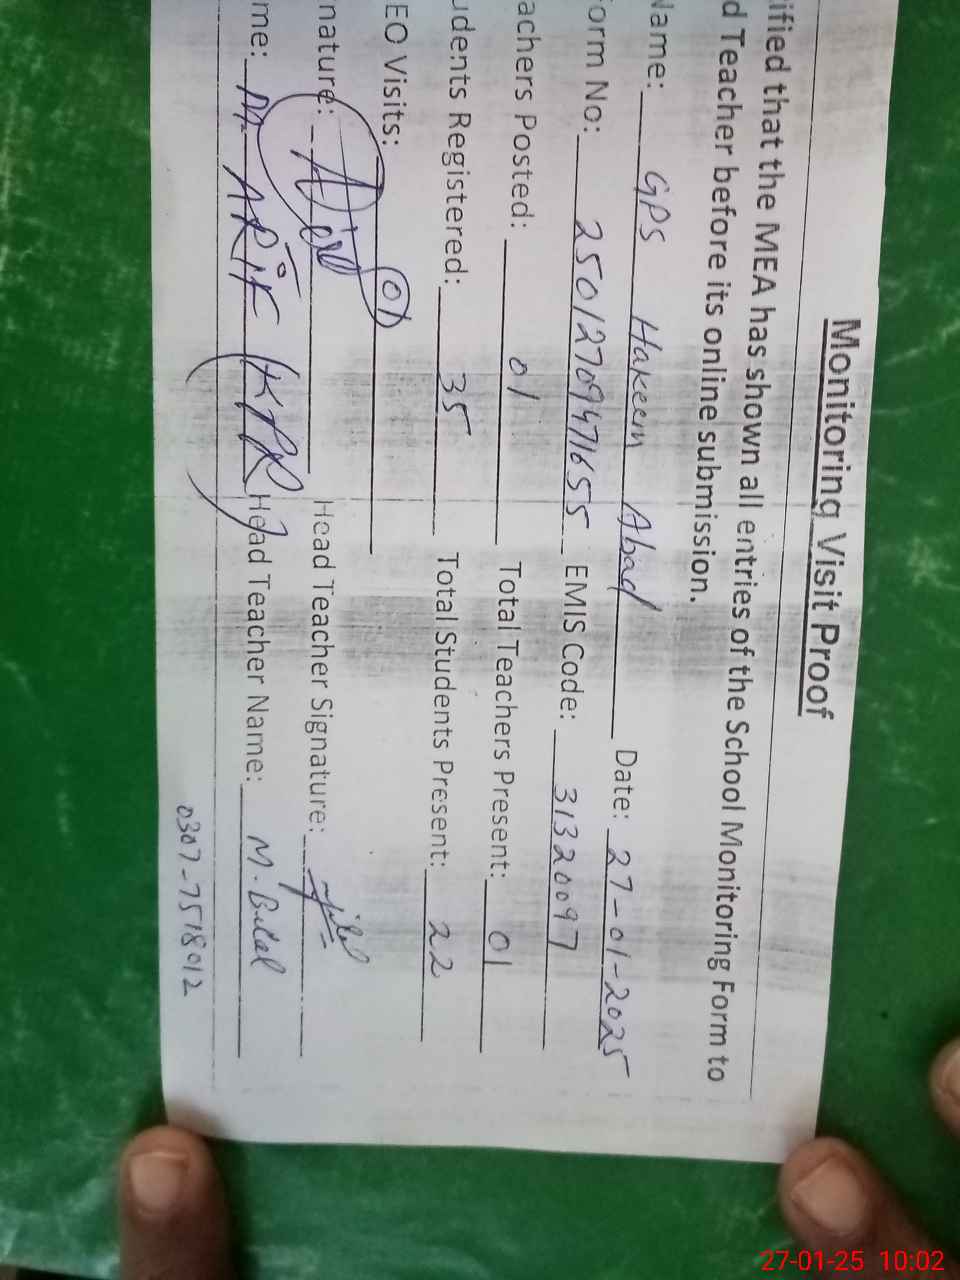 Monitoring Visit Proof
ified that the MEA has shown all entries of the School Monitoring Form to
d Teacher before its online submission.
Name: GPS Hakeem Abad Date: 27-01-2025
orm No: 25012709471655 EMIS Code: 31320097
achers Posted: 01 Total Teachers Present: 01
udents Registered: 35 Total Students Present: 22
EO Visits: 01
nature: Head Teacher Signature:
me: M. ARIF Head Teacher Name: M. Bilal
0307-7518012
27-01-25 10:02